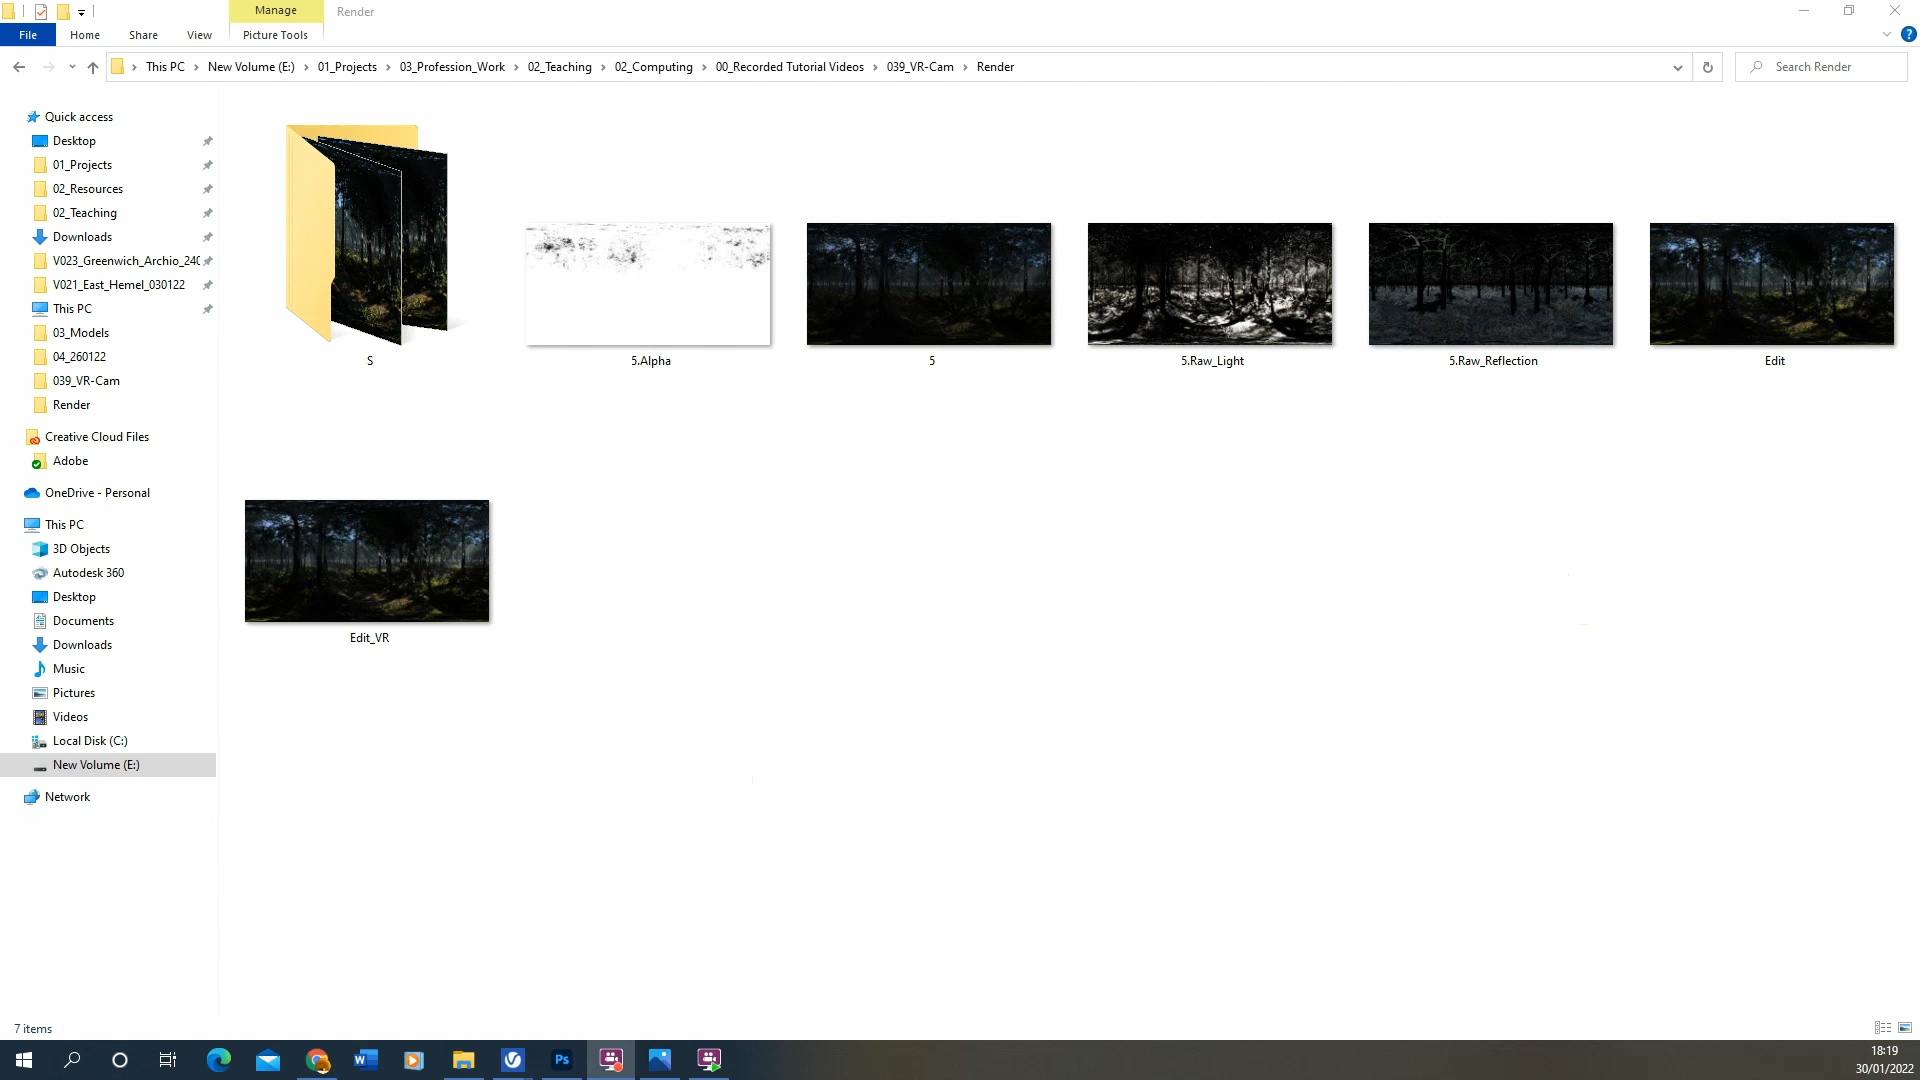 Manage
Render
File
Home
Share
View
Picture Tools
This PC > New Volume (E:) > 01_Projects > 03_Profession_Work > 02_Teaching > 02_Computing > 00_Recorded Tutorial Videos > 039_VR-Cam > Render
Search Render
Quick access
Desktop
01_Projects
02_Resources
02_Teaching
Downloads
V023_Greenwich_Archio_240
V021_East_Hemel_030122
This PC
03_Models
04_260122
039_VR-Cam
Render
Creative Cloud Files
Adobe
OneDrive - Personal
This PC
3D Objects
Autodesk 360
Desktop
Documents
Downloads
Music
Pictures
Videos
Local Disk (C:)
New Volume (E:)
Network
S
5.Alpha
5
5.Raw_Light
5.Raw_Reflection
Edit
Edit_VR
7 items
Ps
18:19
30/01/2022